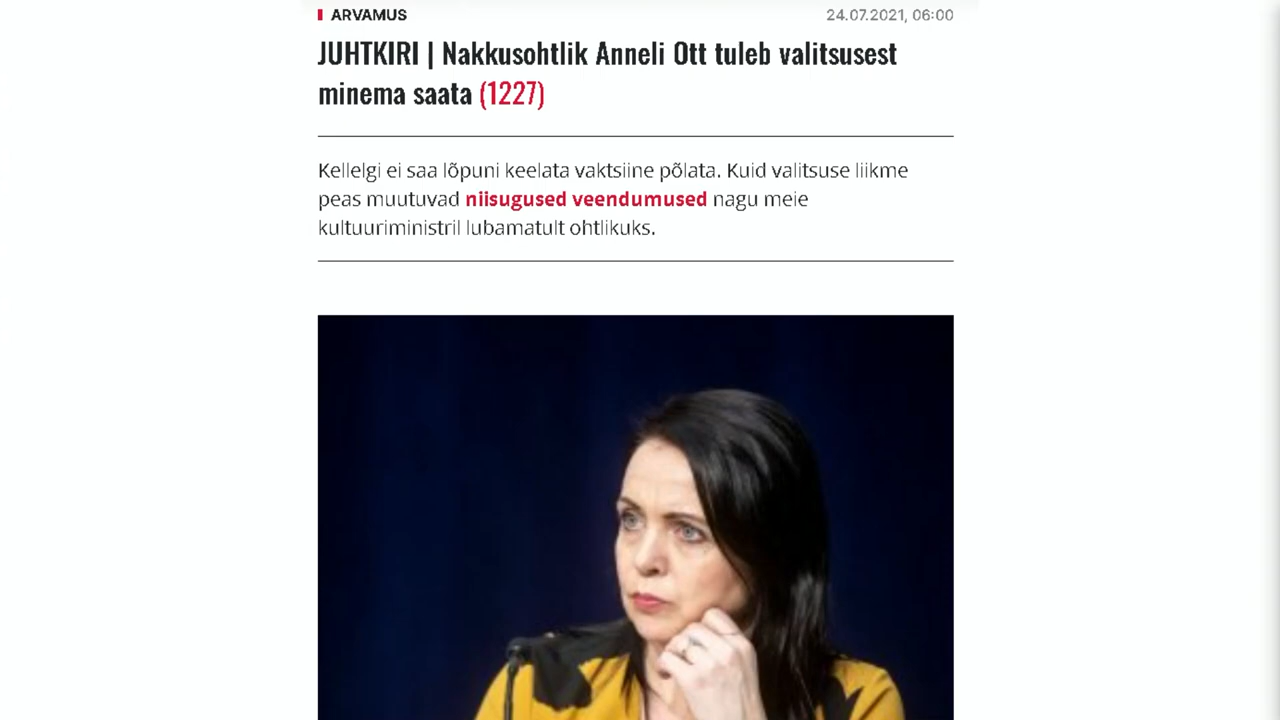 ARVAMUS
24.07.2021, 06:00
JUHTKIRI | Nakkusohtlik Anneli Ott tuleb valitsusest
minema saata (1227)
Kellelgi ei saa lõpuni keelata vaktsiine põlata. Kuid valitsuse liikme
peas muutuvad niisugused veendumused nagu meie
kultuuriministril lubamatult ohtlikuks.